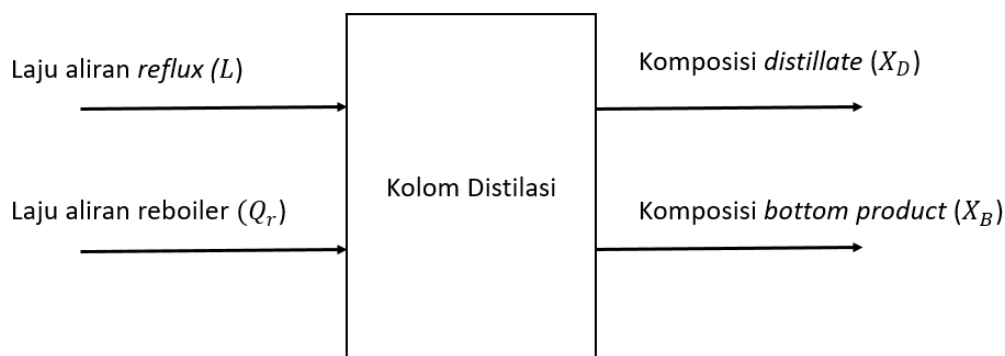 Laju aliran reflux (L)
Komposisi distillate (X_D)
Kolom Distilasi
Laju aliran reboiler (Q_r)
Komposisi bottom product (X_B)